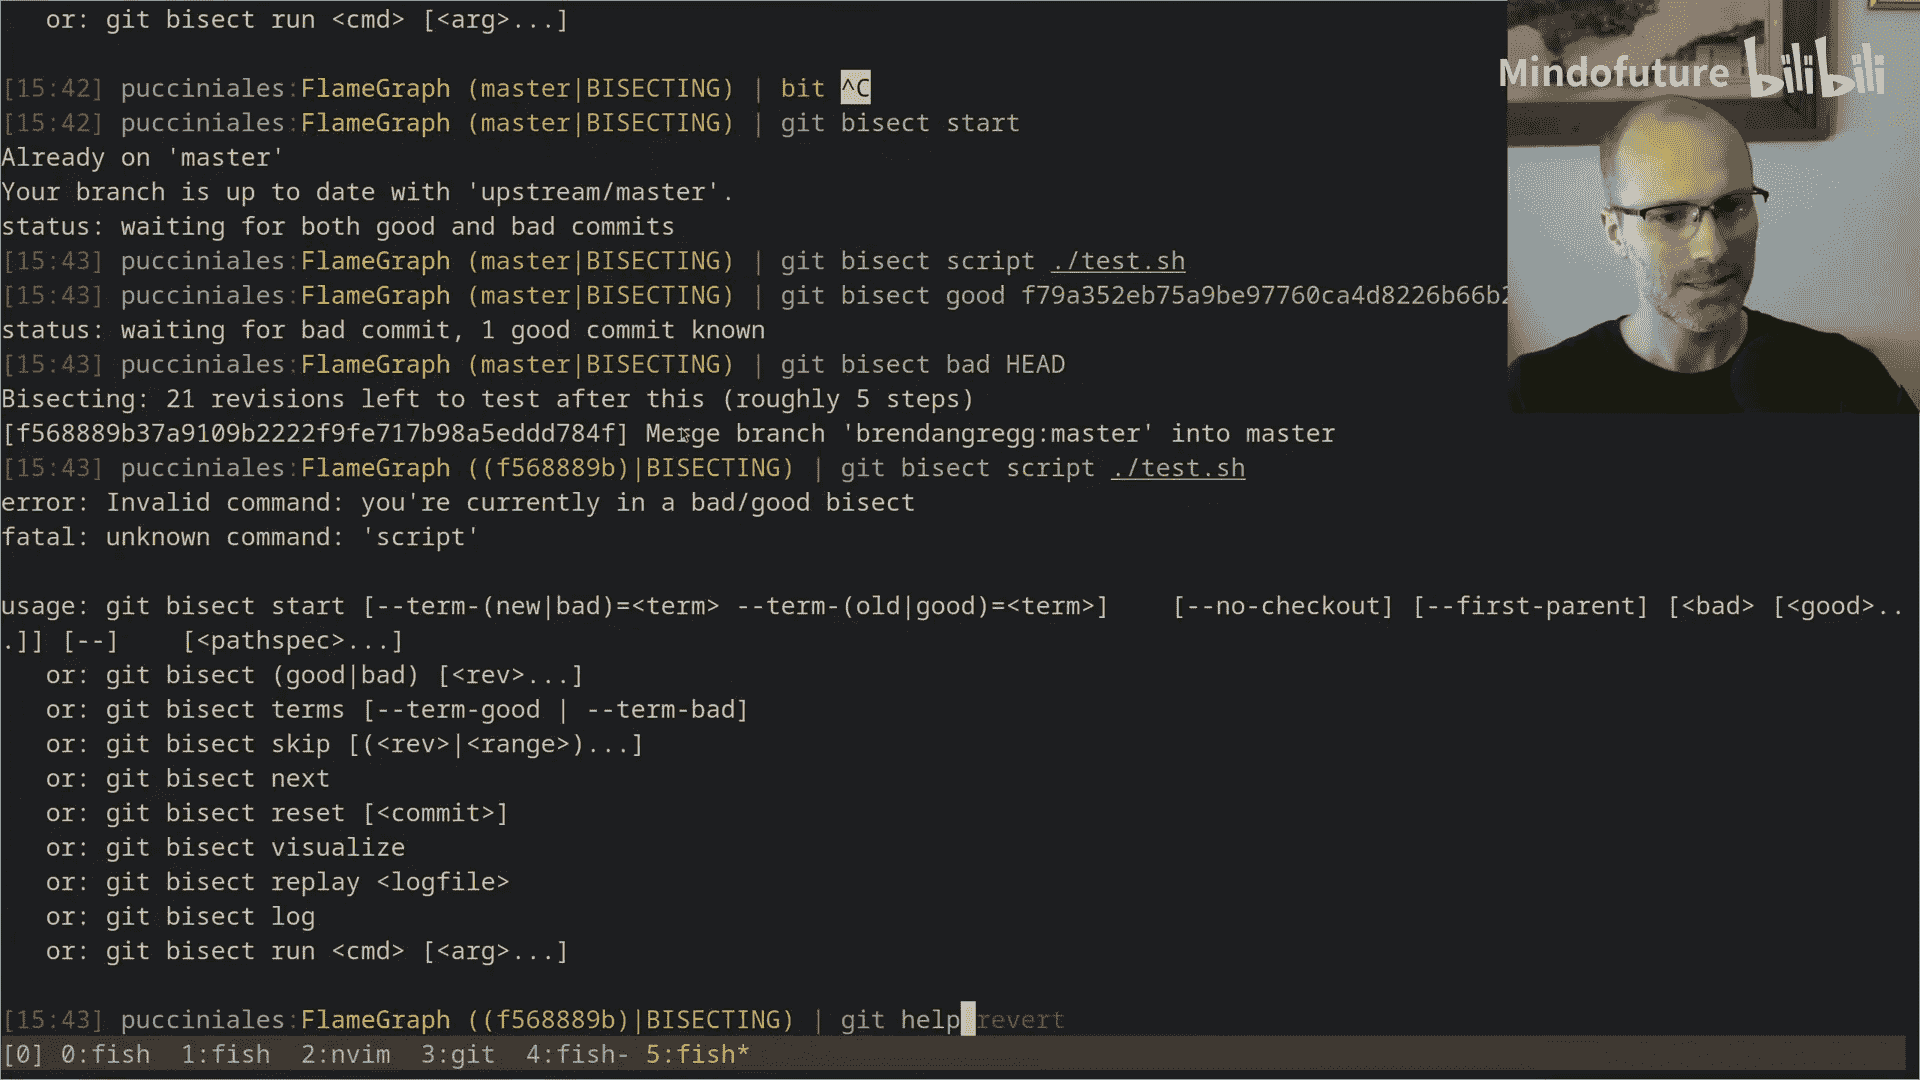 or: git bisect run <cmd> [<arg>...]
[15:42] pucciniales:FlameGraph (master|BISECTING) | bit ^C
[15:42] pucciniales:FlameGraph (master|BISECTING) | git bisect start
Already on 'master'
Your branch is up to date with 'upstream/master'.
status: waiting for both good and bad commits
[15:43] pucciniales:FlameGraph (master|BISECTING) | git bisect script ./test.sh
[15:43] pucciniales:FlameGraph (master|BISECTING) | git bisect good f79a352eb75a9be97760ca4d8226b66b2
status: waiting for bad commit, 1 good commit known
[15:43] pucciniales:FlameGraph (master|BISECTING) | git bisect bad HEAD
Bisecting: 21 revisions left to test after this (roughly 5 steps)
[f568889b37a9109b2222f9fe717b98a5eddd784f] Merge branch 'brendangregg:master' into master
[15:43] pucciniales:FlameGraph ((f568889b)|BISECTING) | git bisect script ./test.sh
error: Invalid command: you're currently in a bad/good bisect
fatal: unknown command: 'script'
usage: git bisect start [--term-(new|bad)=<term> --term-(old|good)=<term>]    [--no-checkout] [--first-parent] [<bad> [<good>..
.]] [--]    [<pathspec>...]
or: git bisect (good|bad) [<rev>...]
or: git bisect terms [--term-good | --term-bad]
or: git bisect skip [(<rev>|<range>)...]
or: git bisect next
or: git bisect reset [<commit>]
or: git bisect visualize
or: git bisect replay <logfile>
or: git bisect log
or: git bisect run <cmd> [<arg>...]
[15:43] pucciniales:FlameGraph ((f568889b)|BISECTING) | git help revert
[0] 0:fish  1:fish  2:nvim  3:git  4:fish- 5:fish*
Mindofuture bilibili